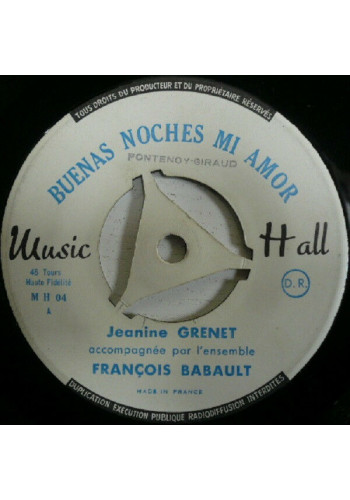 TOUS DROITS DU PRODUCTEUR ET DU PROPRIÉTAIRE RÉSERVÉS
BUENAS NOCHES MI AMOR
FONTENOY-GIRAUD
Music Hall
45 Tours
Haute Fidélité
M H 04
A
D.R.
Jeanine GRENET
accompagnée par l'ensemble
FRANÇOIS BABAULT
MADE IN FRANCE
DUPLICATION EXÉCUTION PUBLIQUE RADIODIFFUSION INTERDITES